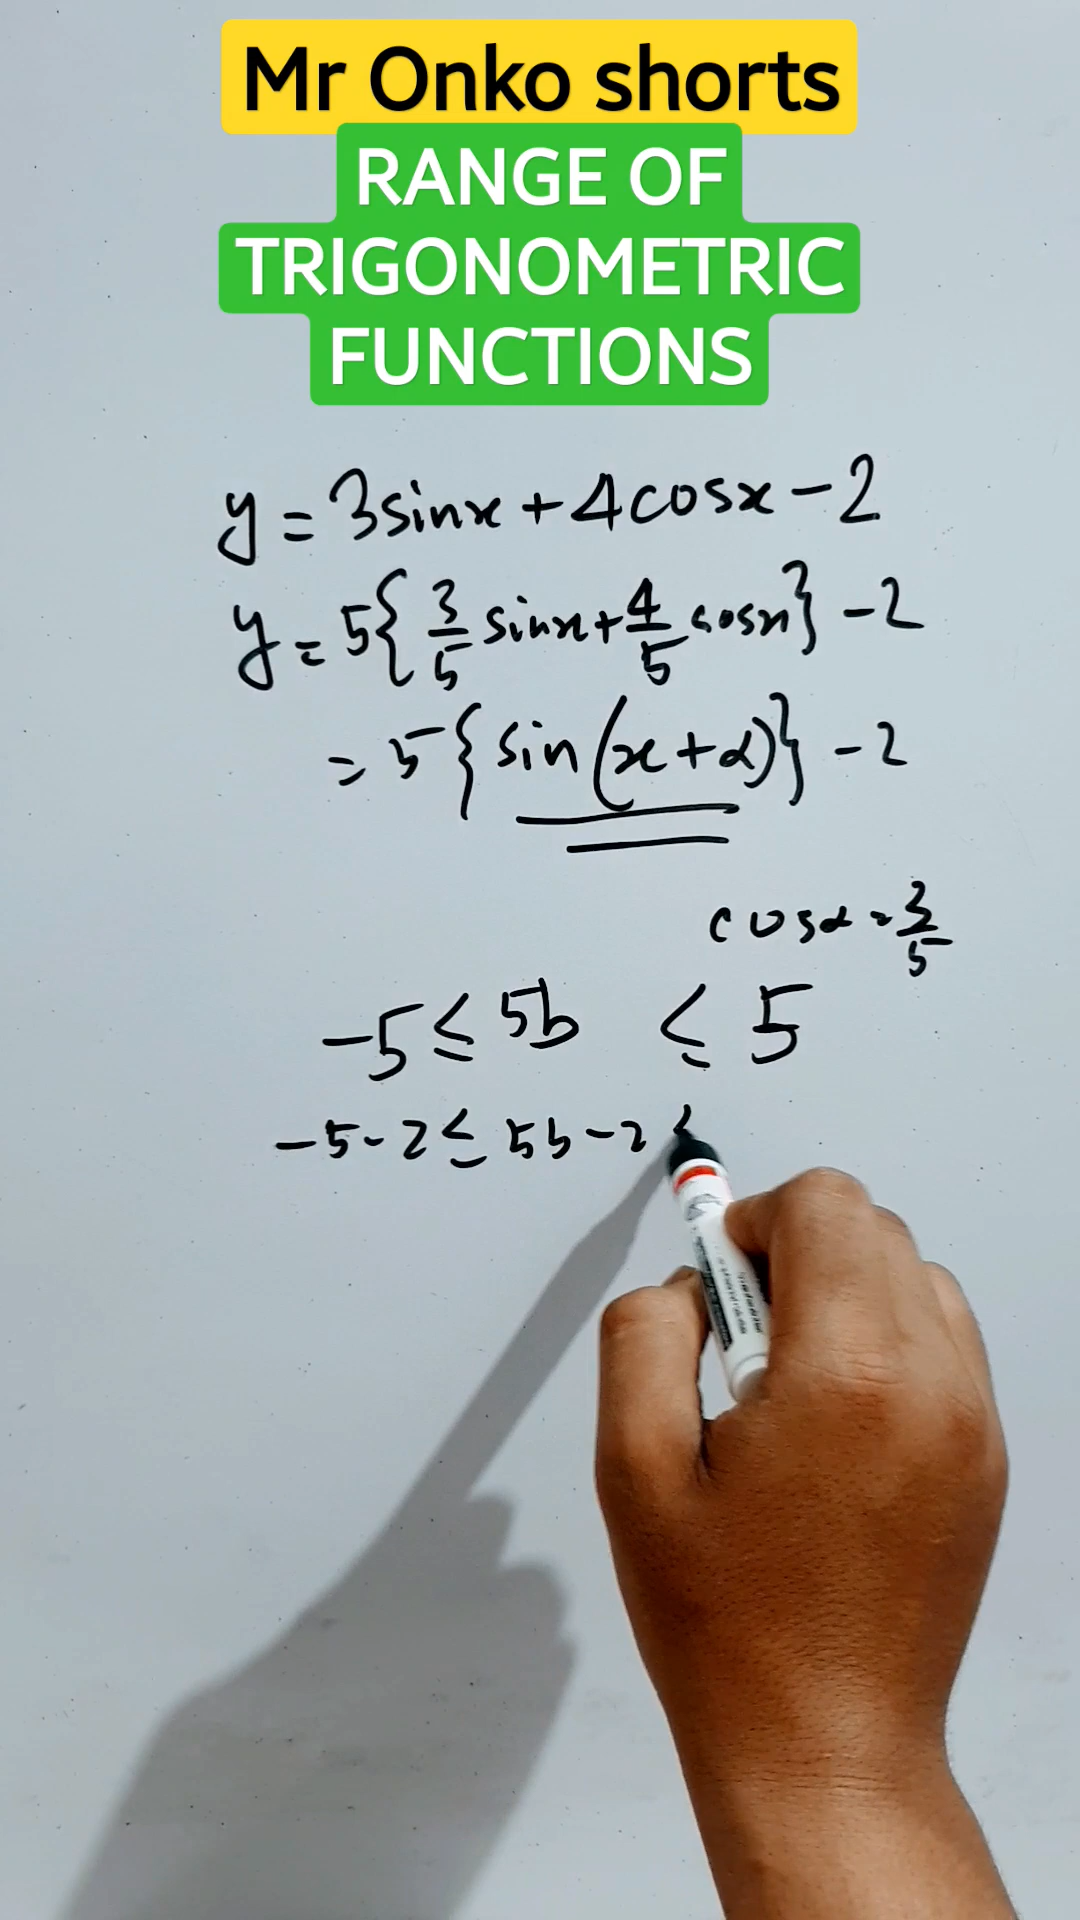 Mr Onko shorts
RANGE OF
TRIGONOMETRIC
FUNCTIONS
y = 3sinx + 4cosx - 2
y = 5{3/5 sinx + 4/5 cosx} - 2
= 5{sin(x + α)} - 2
cosα = 3/5
-5 ≤ 5b ≤ 5
-5 - 2 ≤ 5b - 2 <